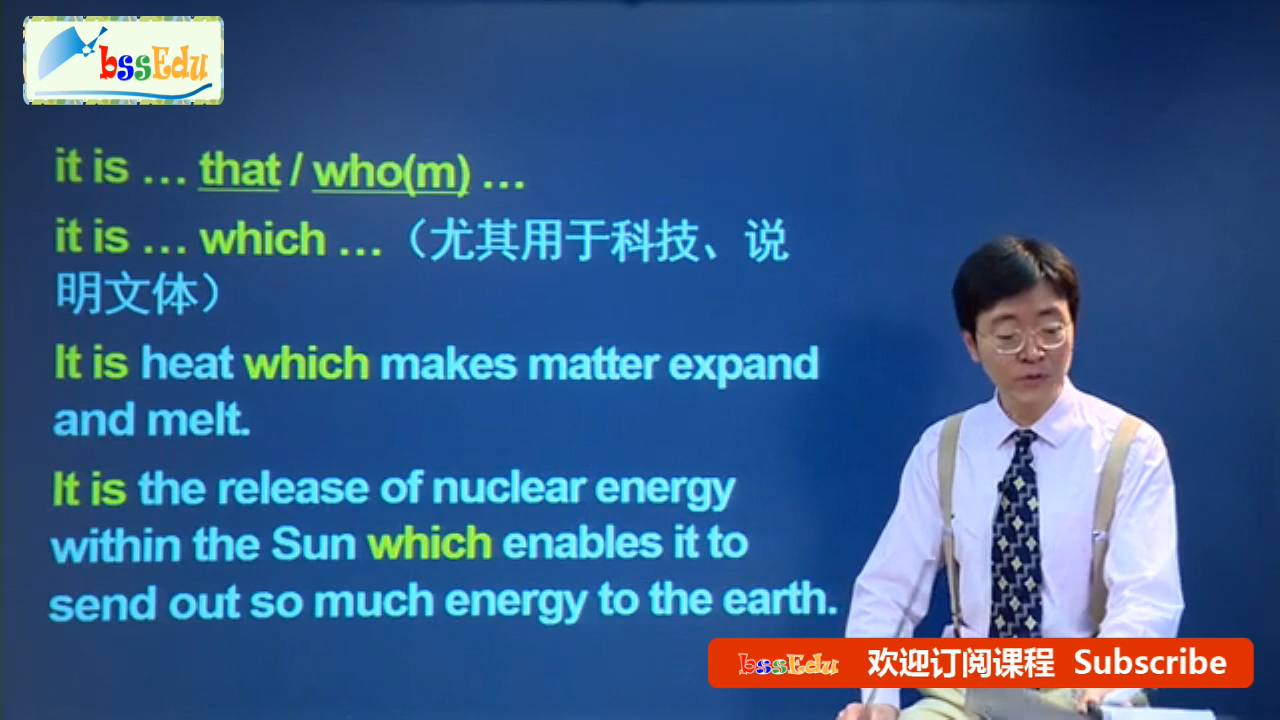 bssEdu
it is … that / who(m) …
it is … which …（尤其用于科技、说
明文体）
It is heat which makes matter expand
and melt.
It is the release of nuclear energy
within the Sun which enables it to
send out so much energy to the earth.
bssEdu 欢迎订阅课程 Subscribe